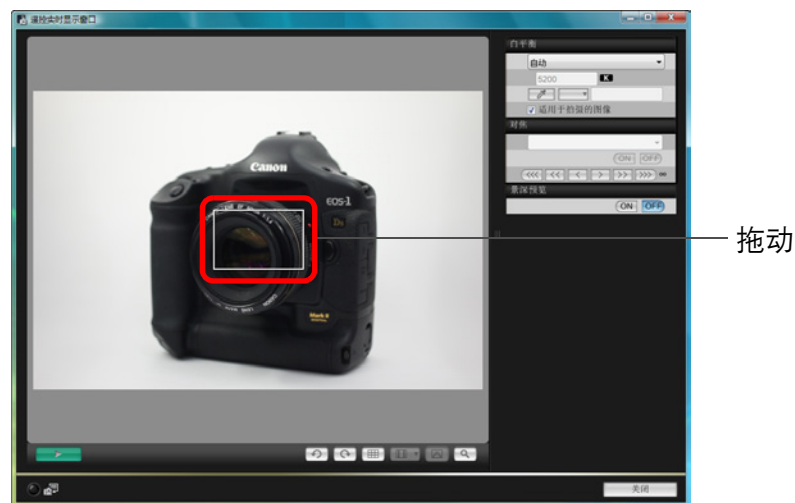 遥控实时显示窗口
白平衡
自动
5200
K
适用于拍摄的图像
对焦
ON OFF
<<< << < > >> >>> ∞
景深预览
ON OFF
Canon
EOS-1
Ds
Mark II
拖动
关闭